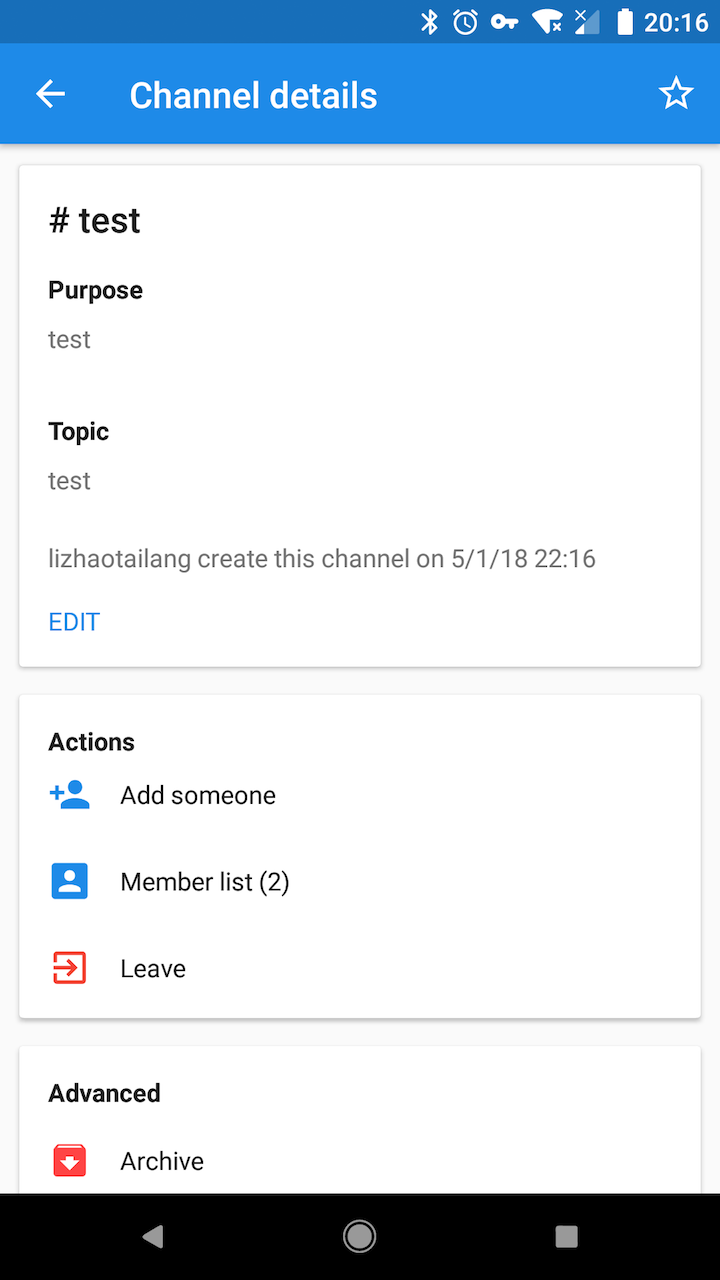 20:16
Channel details
# test
Purpose
test
Topic
test
lizhaotailang create this channel on 5/1/18 22:16
EDIT
Actions
Add someone
Member list (2)
Leave
Advanced
Archive